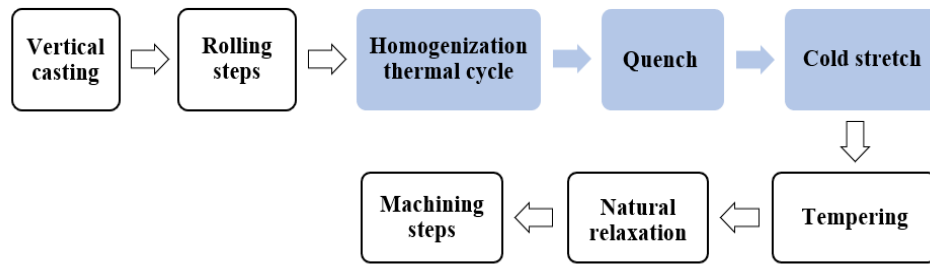 Vertical
casting
Rolling
steps
Homogenization
thermal cycle
Quench
Cold stretch
Tempering
Natural
relaxation
Machining
steps